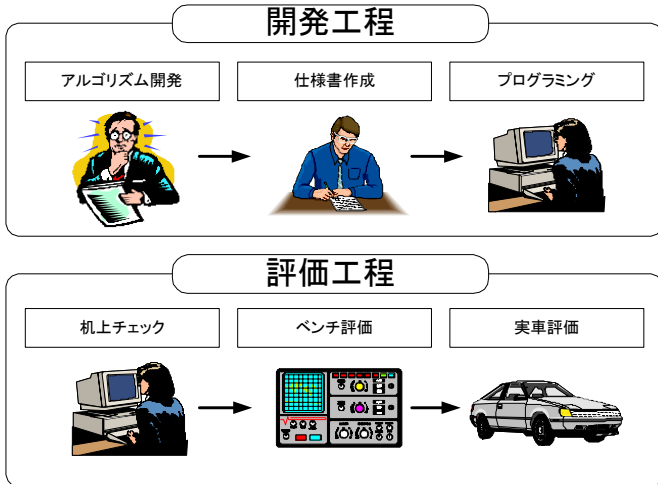 開発工程
アルゴリズム開発
仕様書作成
プログラミング
評価工程
机上チェック
ベンチ評価
実車評価